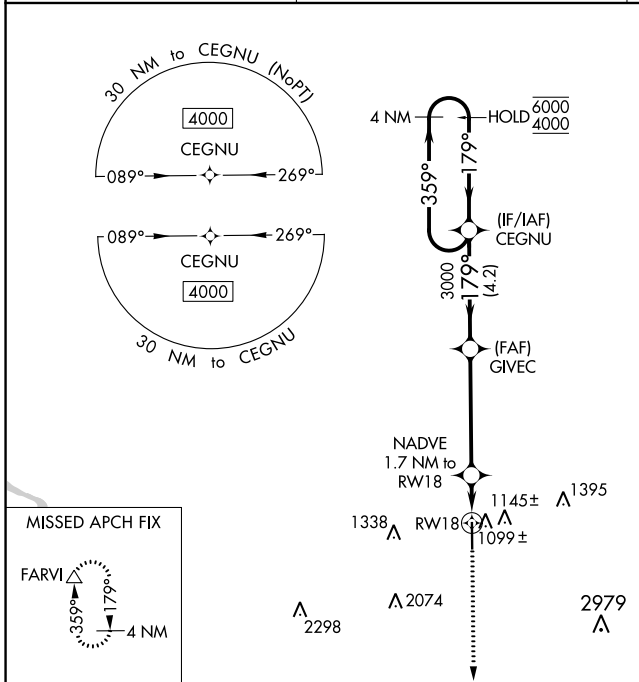 30 NM to CEGNU (NoPT)
4000
CEGNU
089°
269°
089°
269°
CEGNU
4000
30 NM to CEGNU
4 NM
HOLD
6000
4000
359°
179°
(IF/IAF)
CEGNU
3000
179°
(4.2)
(FAF)
GIVEC
NADVE
1.7 NM to
RW18
1145±
1395
1338
RW18
1099±
2074
2298
2979
MISSED APCH FIX
FARVI
359°
179°
4 NM